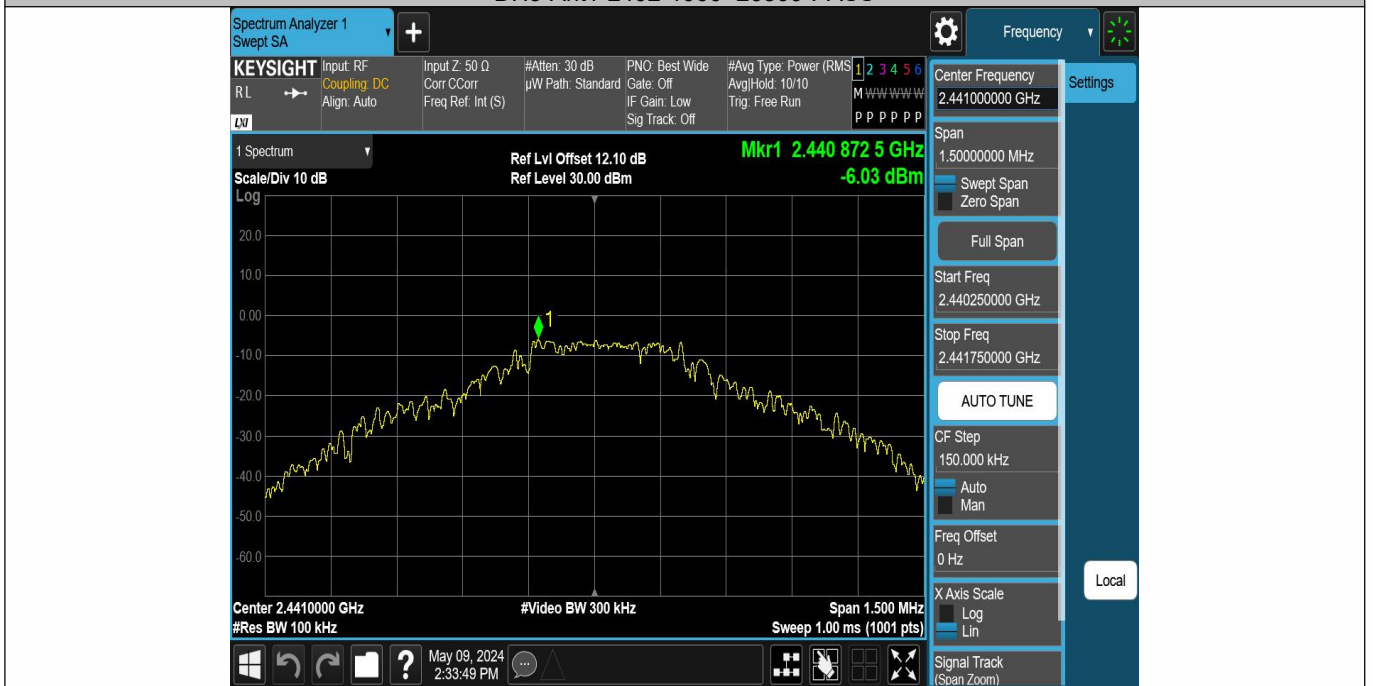 Spectrum Analyzer 1
Swept SA
Frequency
KEYSIGHT
RL
LXI
Input: RF
Coupling: DC
Align: Auto
Input Z: 50 Ω
Corr CCorr
Freq Ref: Int (S)
#Atten: 30 dB
µW Path: Standard
PNO: Best Wide
Gate: Off
IF Gain: Low
Sig Track: Off
#Avg Type: Power (RMS
Avg|Hold: 10/10
Trig: Free Run
1 2 3 4 5 6
M W W W W W
P P P P P P
1 Spectrum
Scale/Div 10 dB
Log
Ref Lvl Offset 12.10 dB
Ref Level 30.00 dBm
Mkr1 2.440 872 5 GHz
-6.03 dBm
20.0
10.0
0.00
-10.0
-20.0
-30.0
-40.0
-50.0
-60.0
1
Center 2.4410000 GHz
#Res BW 100 kHz
#Video BW 300 kHz
Span 1.500 MHz
Sweep 1.00 ms (1001 pts)
Center Frequency
2.441000000 GHz
Settings
Span
1.50000000 MHz
Swept Span
Zero Span
Full Span
Start Freq
2.440250000 GHz
Stop Freq
2.441750000 GHz
AUTO TUNE
CF Step
150.000 kHz
Auto
Man
Freq Offset
0 Hz
X Axis Scale
Log
Lin
Local
Signal Track
(Span Zoom)
?
May 09, 2024
2:33:49 PM